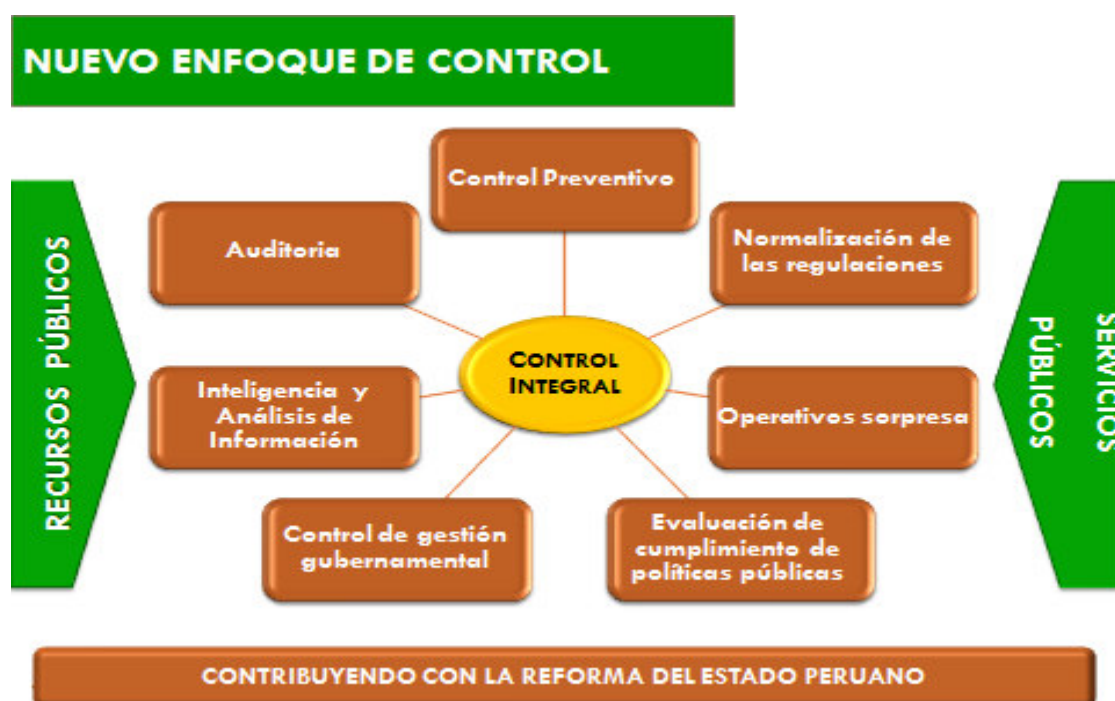 NUEVO ENFOQUE DE CONTROL
Control Preventivo
Auditoria
Normalización de
las regulaciones
RECURSOS PÚBLICOS
CONTROL
INTEGRAL
SERVICIOS
PÚBLICOS
Inteligencia y
Análisis de
Información
Operativos sorpresa
Control de gestión
gubernamental
Evaluación de
cumplimiento de
políticas públicas
CONTRIBUYENDO CON LA REFORMA DEL ESTADO PERUANO